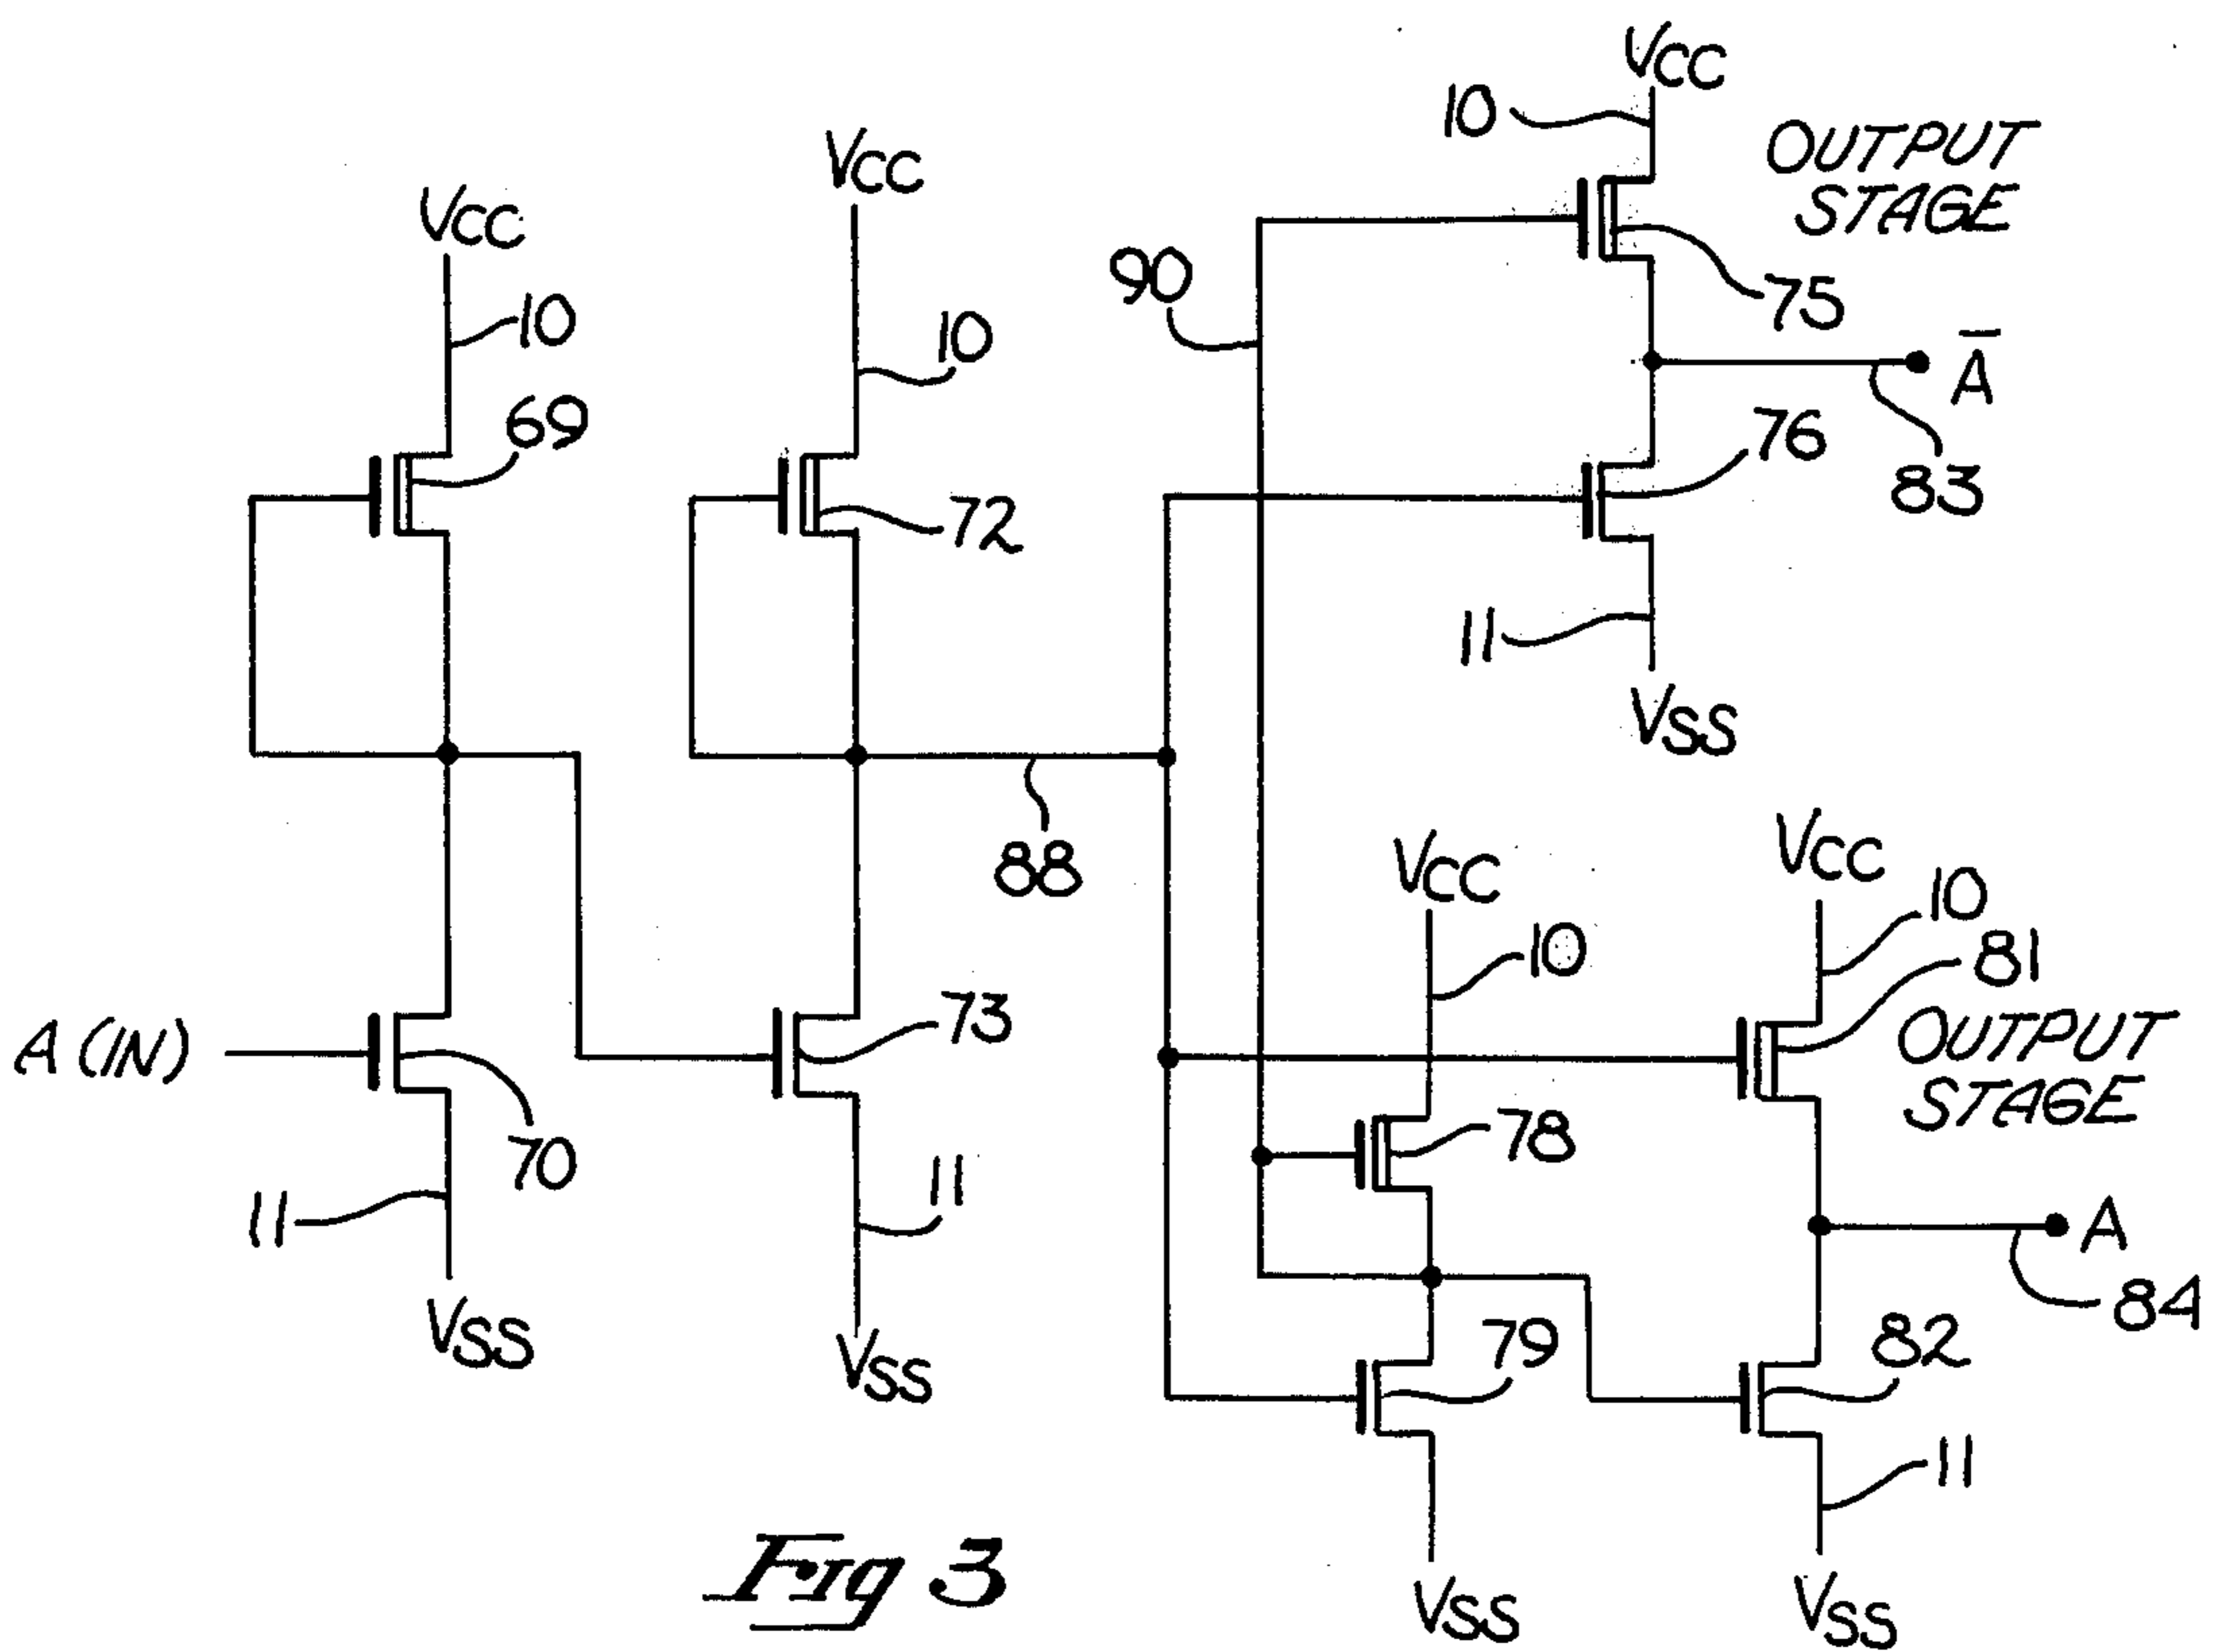 VCC
10
OUTPUT
STAGE
75
A̅
83
76
11
VSS
90
VCC
10
72
VCC
10
69
88
VCC
10
78
VCC
10
81
OUTPUT
STAGE
A (IN)
70
11
VSS
73
11
VSS
A
84
79
82
11
VSS
VSS
Fig 3